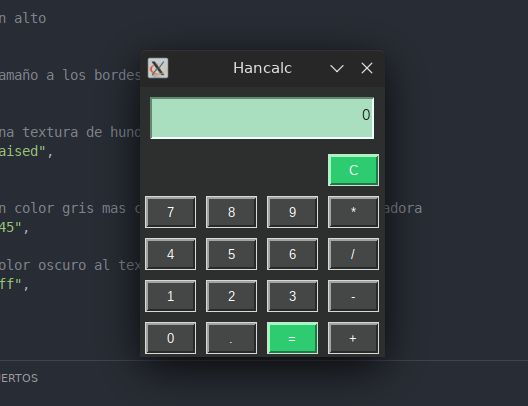 n alto
amaño a los bordes
Hancalc
0
na textura de hund
aised",
C
n color gris mas c
adora
45",
7 8 9 *
olor oscuro al tex
ff",
4 5 6 /
1 2 3 -
0 . = +
UERTOS